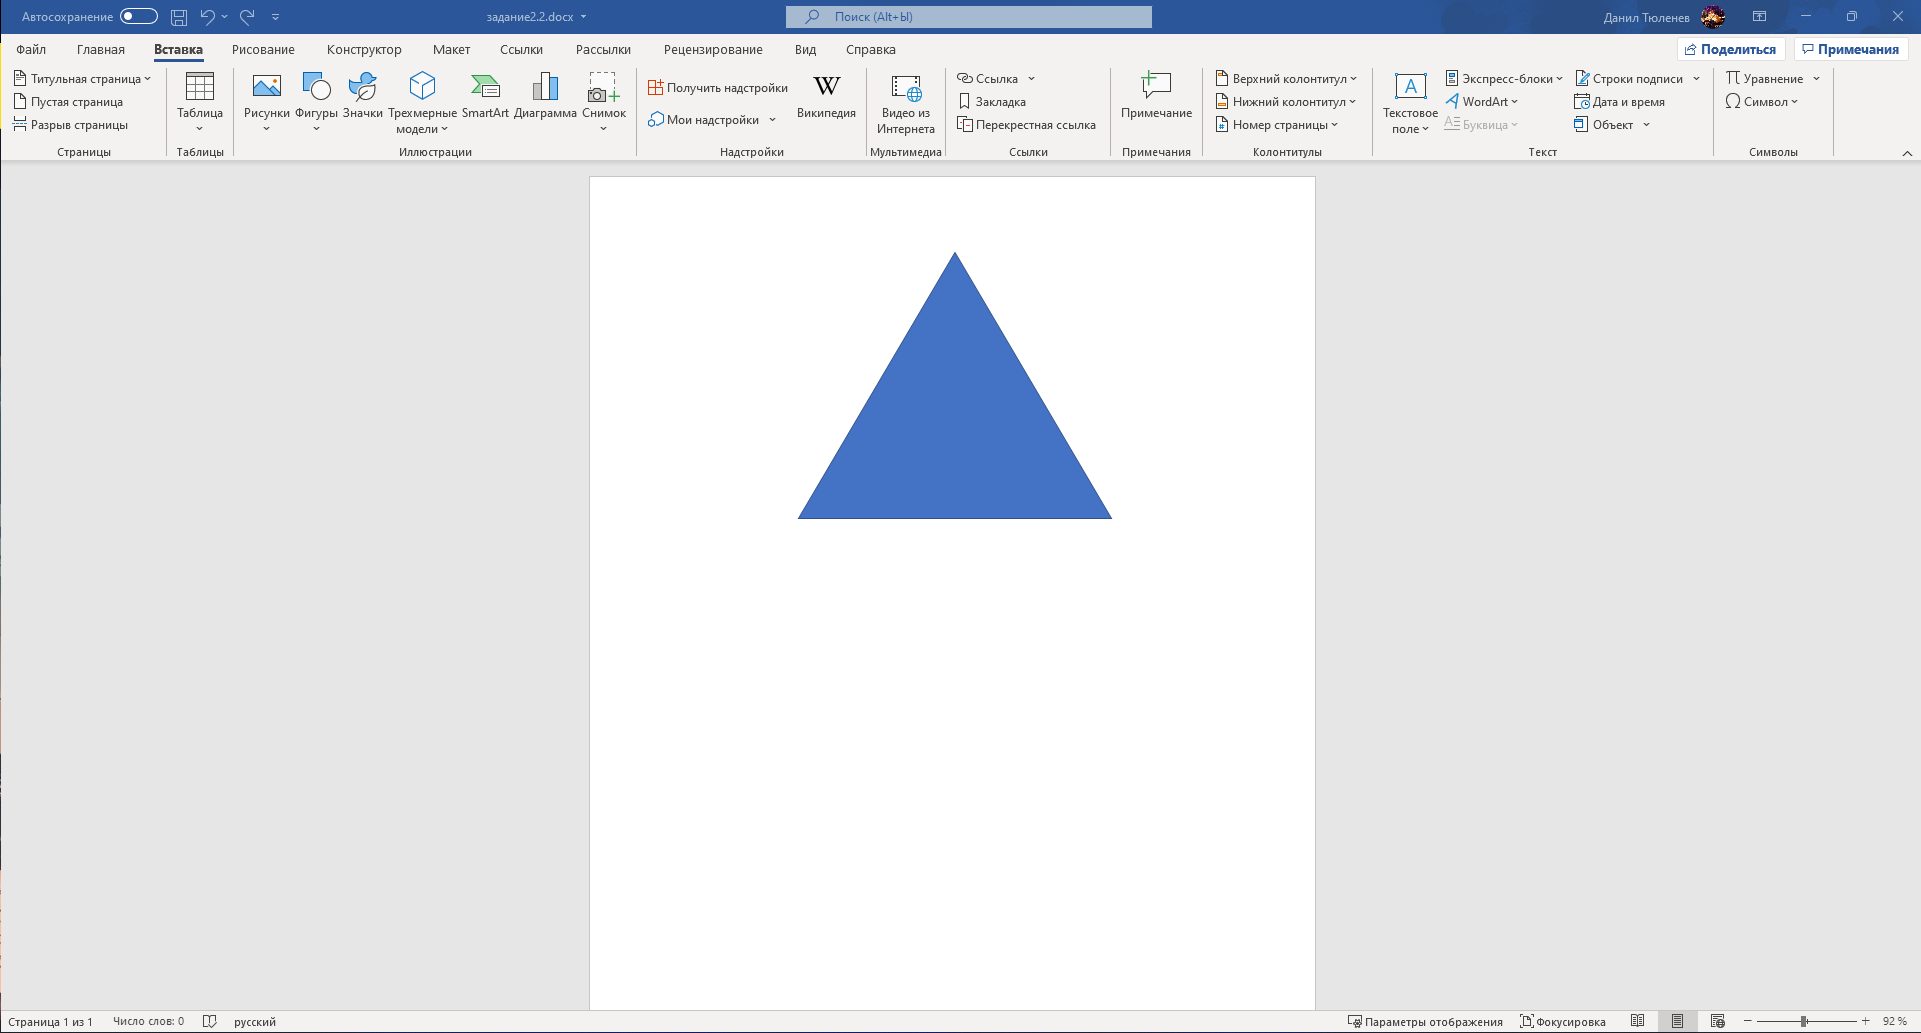 Автосохранение задание2.2.docx Поиск (Alt+Ы) Данил Тюленев
Файл Главная Вставка Рисование Конструктор Макет Ссылки Рассылки Рецензирование Вид Справка Поделиться Примечания
Титульная страница
Пустая страница
Разрыв страницы
Страницы
Таблица
Таблицы
Рисунки
Фигуры
Значки
Трехмерные
модели
SmartArt
Диаграмма
Снимок
Иллюстрации
Получить надстройки
Мои надстройки
Википедия
Надстройки
Видео из
Интернета
Мультимедиа
Ссылка
Закладка
Перекрестная ссылка
Ссылки
Примечание
Примечания
Верхний колонтитул
Нижний колонтитул
Номер страницы
Колонтитулы
Текстовое
поле
Экспресс-блоки
WordArt
Буквица
Строки подписи
Дата и время
Объект
Текст
Уравнение
Символ
Символы
Страница 1 из 1 Число слов: 0 русский Параметры отображения Фокусировка 92 %